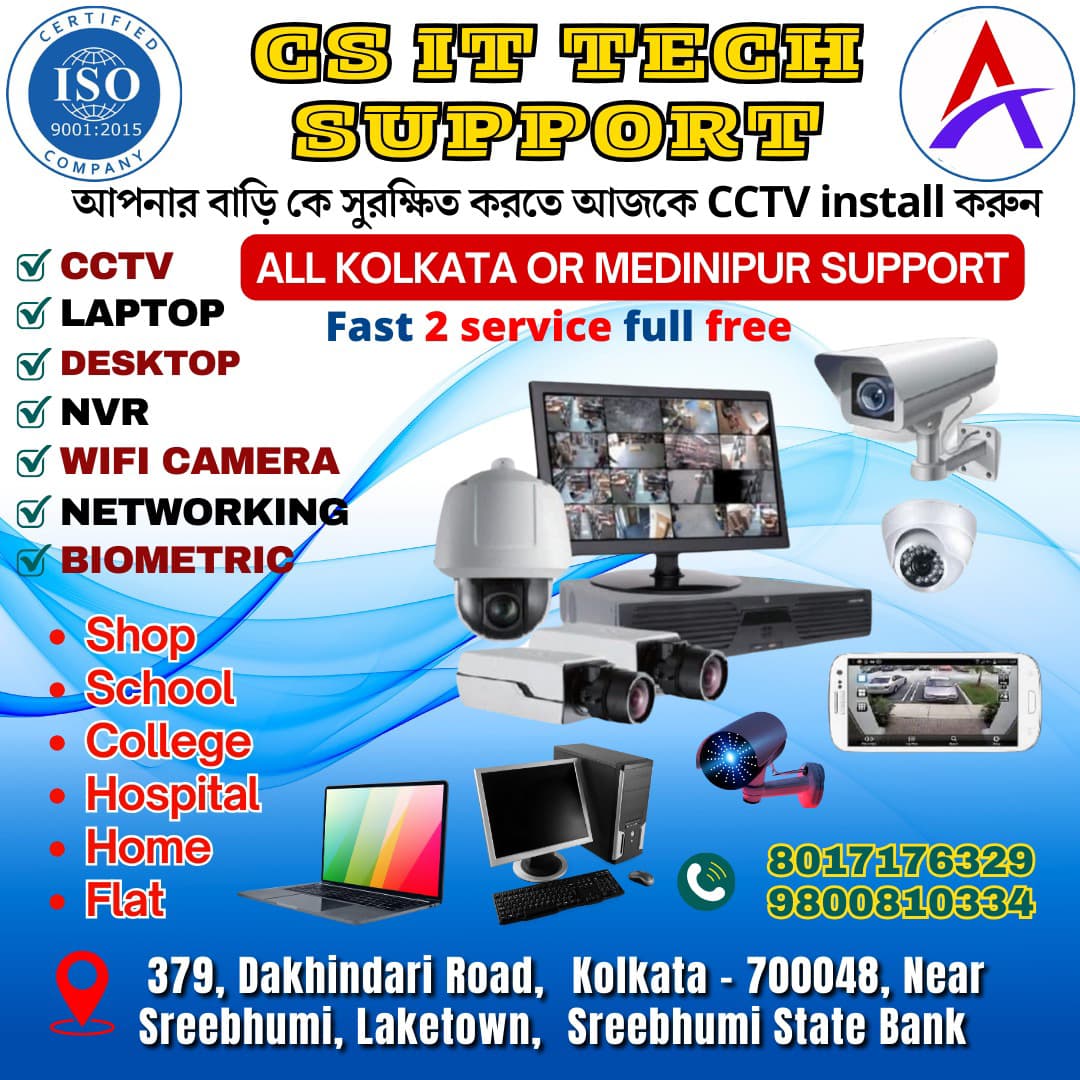 CERTIFIED
ISO
9001:2015
COMPANY
CS IT TECH
SUPPORT
আপনার বাড়ি কে সুরক্ষিত করতে আজকে CCTV install করুন
ALL KOLKATA OR MEDINIPUR SUPPORT
Fast 2 service full free
CCTV
LAPTOP
DESKTOP
NVR
WIFI CAMERA
NETWORKING
BIOMETRIC
Shop
School
College
Hospital
Home
Flat
8017176329
9800810334
379, Dakhindari Road, Kolkata - 700048, Near
Sreebhumi, Laketown, Sreebhumi State Bank